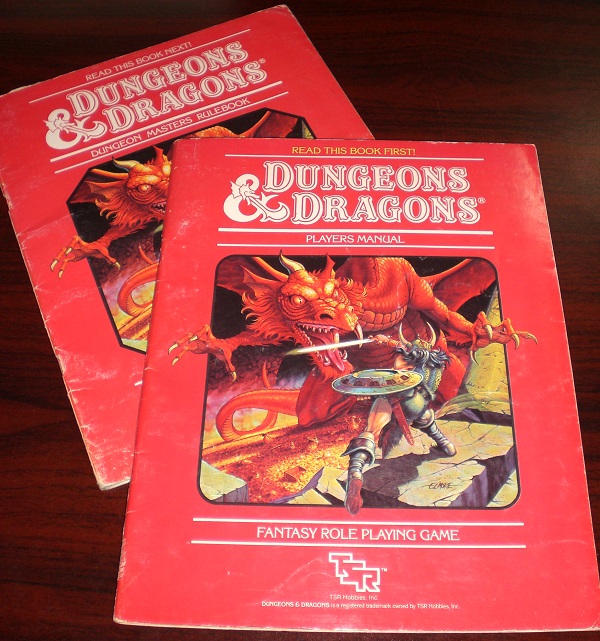 READ THIS BOOK NEXT!
DUNGEONS
& DRAGONS®
DUNGEON MASTERS RULEBOOK
READ THIS BOOK FIRST!
DUNGEONS
& DRAGONS®
PLAYERS MANUAL
ELMORE
FANTASY ROLE PLAYING GAME
TSR™
TSR Hobbies, Inc.
DUNGEONS & DRAGONS is a registered trademark owned by TSR Hobbies, Inc.